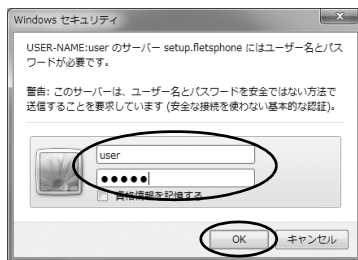 Windows セキュリティ
USER-NAME:user のサーバー setup.fletsphone にはユーザー名とパス
ワードが必要です。
警告: このサーバーは、ユーザー名とパスワードを安全ではない方法で
送信することを要求しています (安全な接続を使わない基本的な認証)。
user
●●●●●
資格情報を記憶する
OK
キャンセル